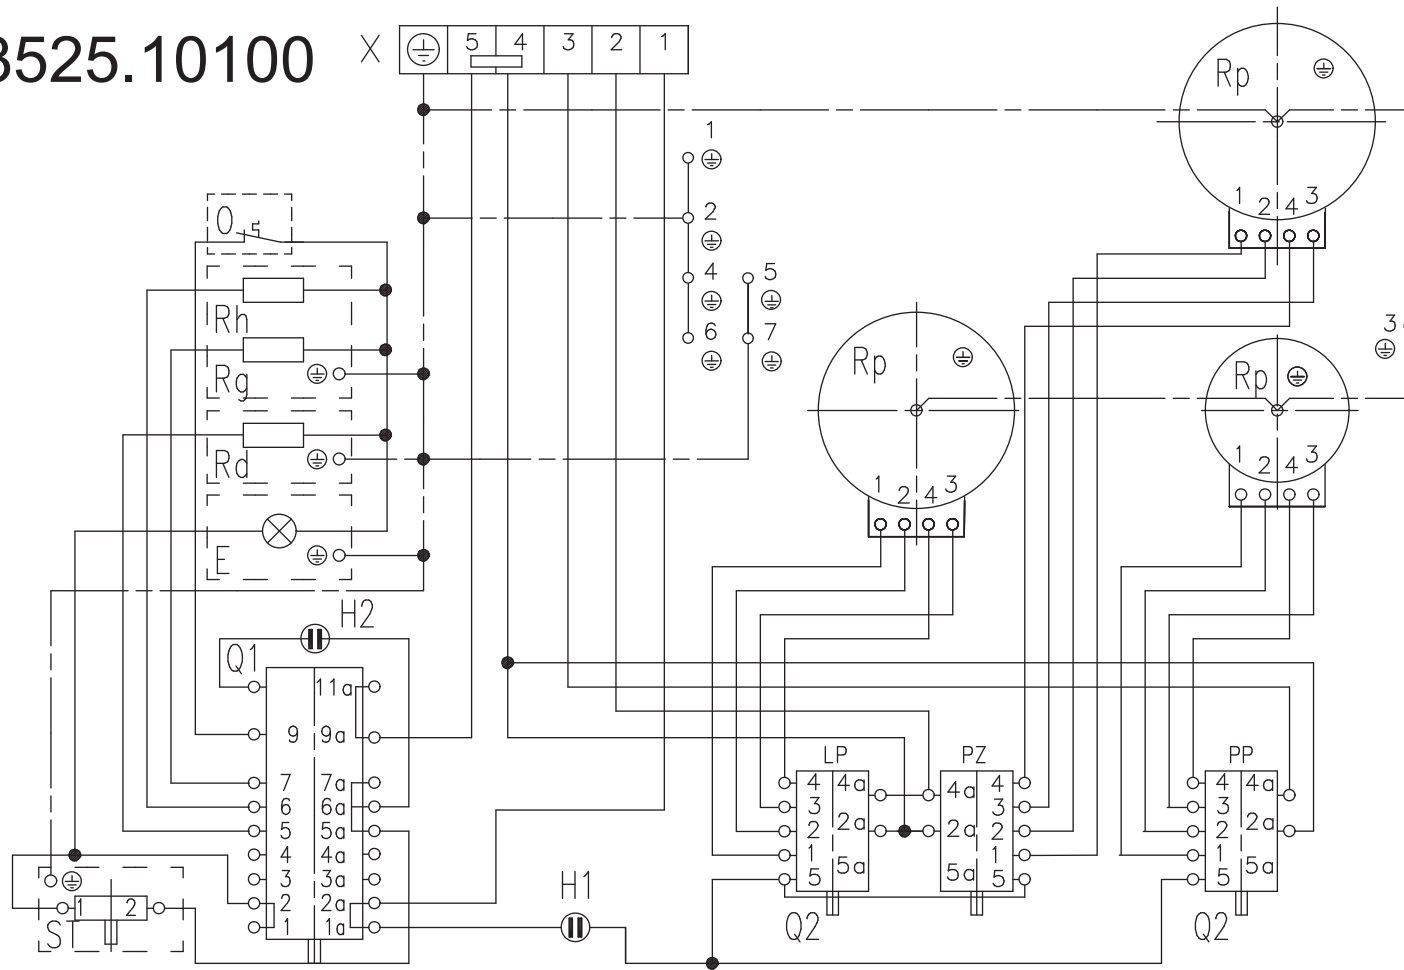 3525.10100
X 5 4 3 2 1
Rp
1 2 4 3
1
2
4 5
6 7
O
Rh
Rg
Rd
E
Rp
1 2 4 3
3
Rp
1 2 4 3
H2
Q1
11a
9 9a
7 7a
6 6a
5 5a
4 4a
3 3a
2 2a
1 1a
1 2
ST
H1
LP PZ PP
4 4a 4a 4 4 4a
3 3 3
2 2a 2a 2 2 2a
1 1 1
5 5a 5a 5 5 5a
Q2 Q2